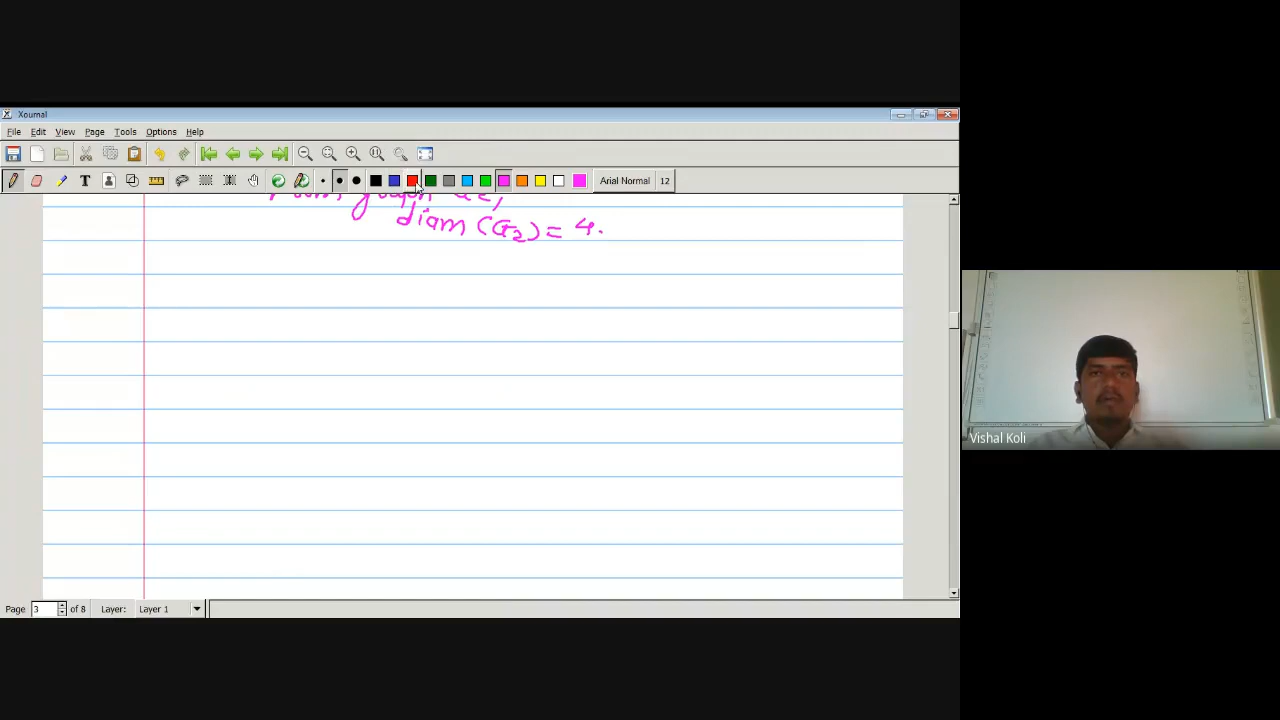 Xournal
File Edit View Page Tools Options Help
T Arial Normal 12
graph
diam (G2) = 4.
Vishal Koli
Page 3 of 8 Layer: Layer 1